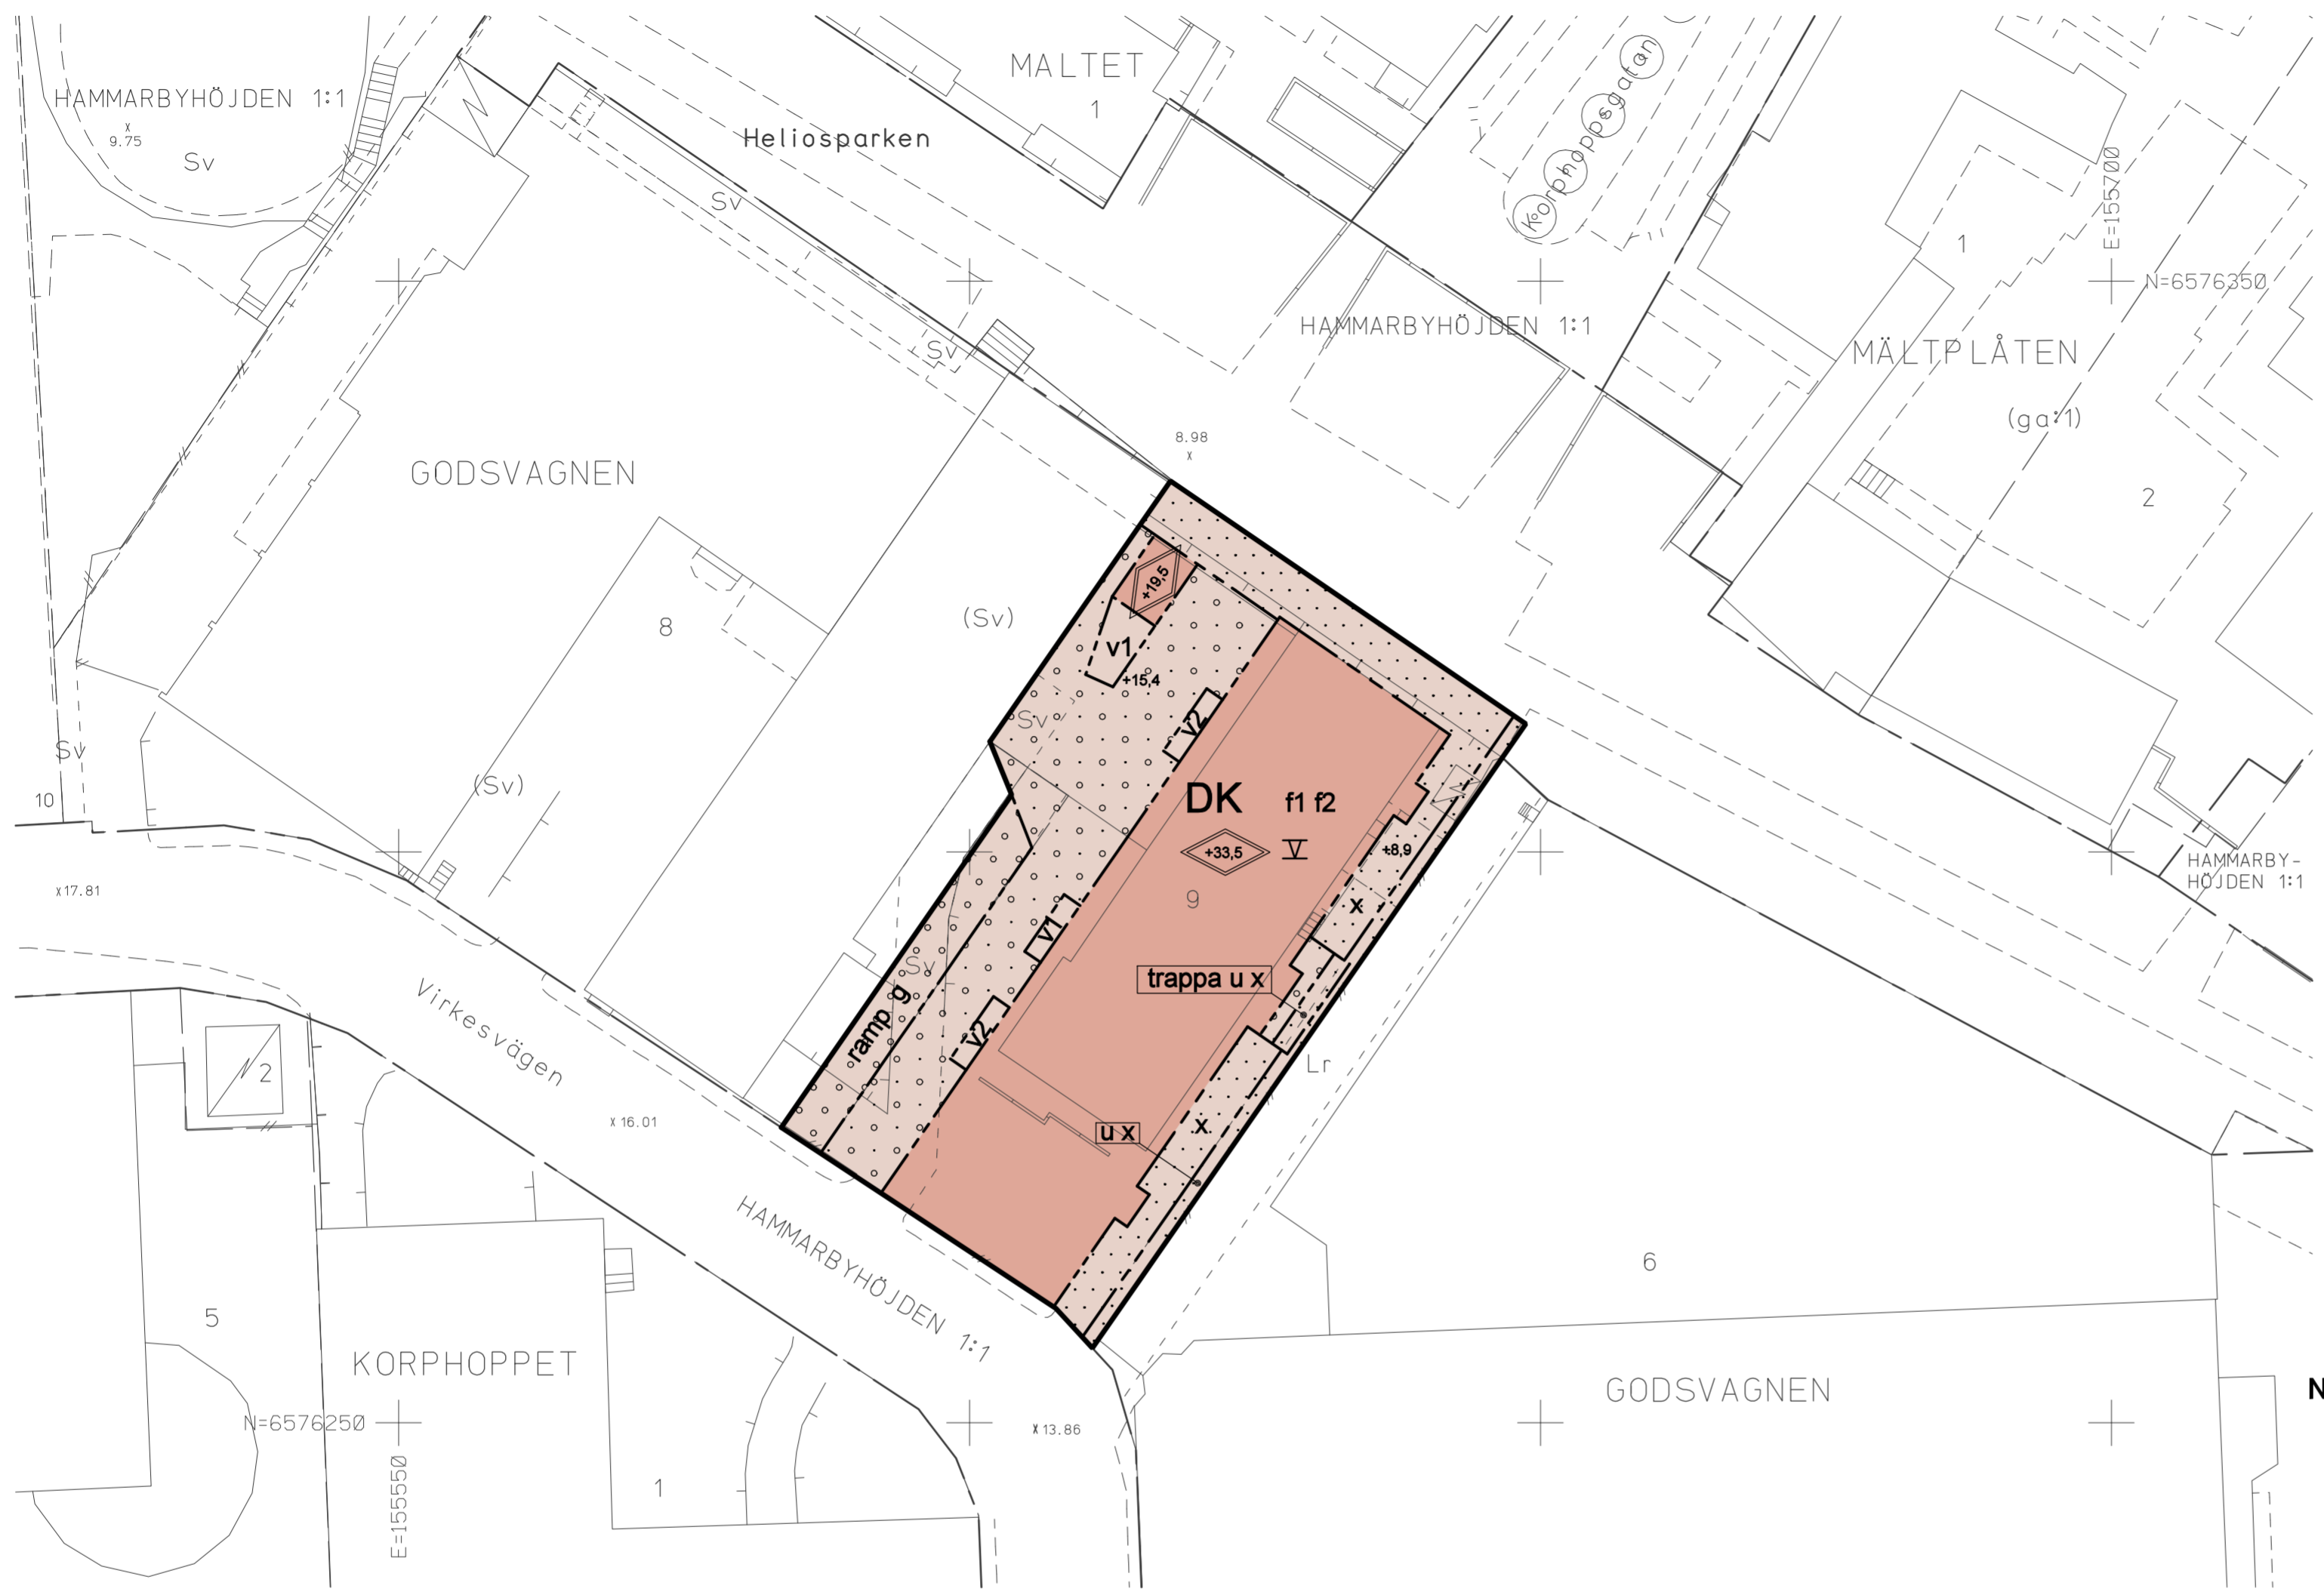 MALTET
1
Korphoppsgatan
HAMMARBYHÖJDEN 1:1
x
9.75
Sv
Heliosparken
Sv
E=155700
1
N=6576350
HAMMARBYHÖJDEN 1:1
Sv
MÄLTPLÅTEN
(ga:1)
8.98
x
GODSVAGNEN
2
+19,5
8
(Sv)
v1
+15,4
Sv
v2
Sv
(Sv)
10
DK f1 f2
+33,5 V
+8,9
HAMMARBY-
HÖJDEN 1:1
x 17.81
9
x
v1
Sv
trappa u x
ramp g
Virkesvägen
v2
Lr
2
x 16.01
u x
x
HAMMARBYHÖJDEN 1:1
6
5
KORPHOPPET
GODSVAGNEN
N
N=6576250
x 13.86
1
E=155550